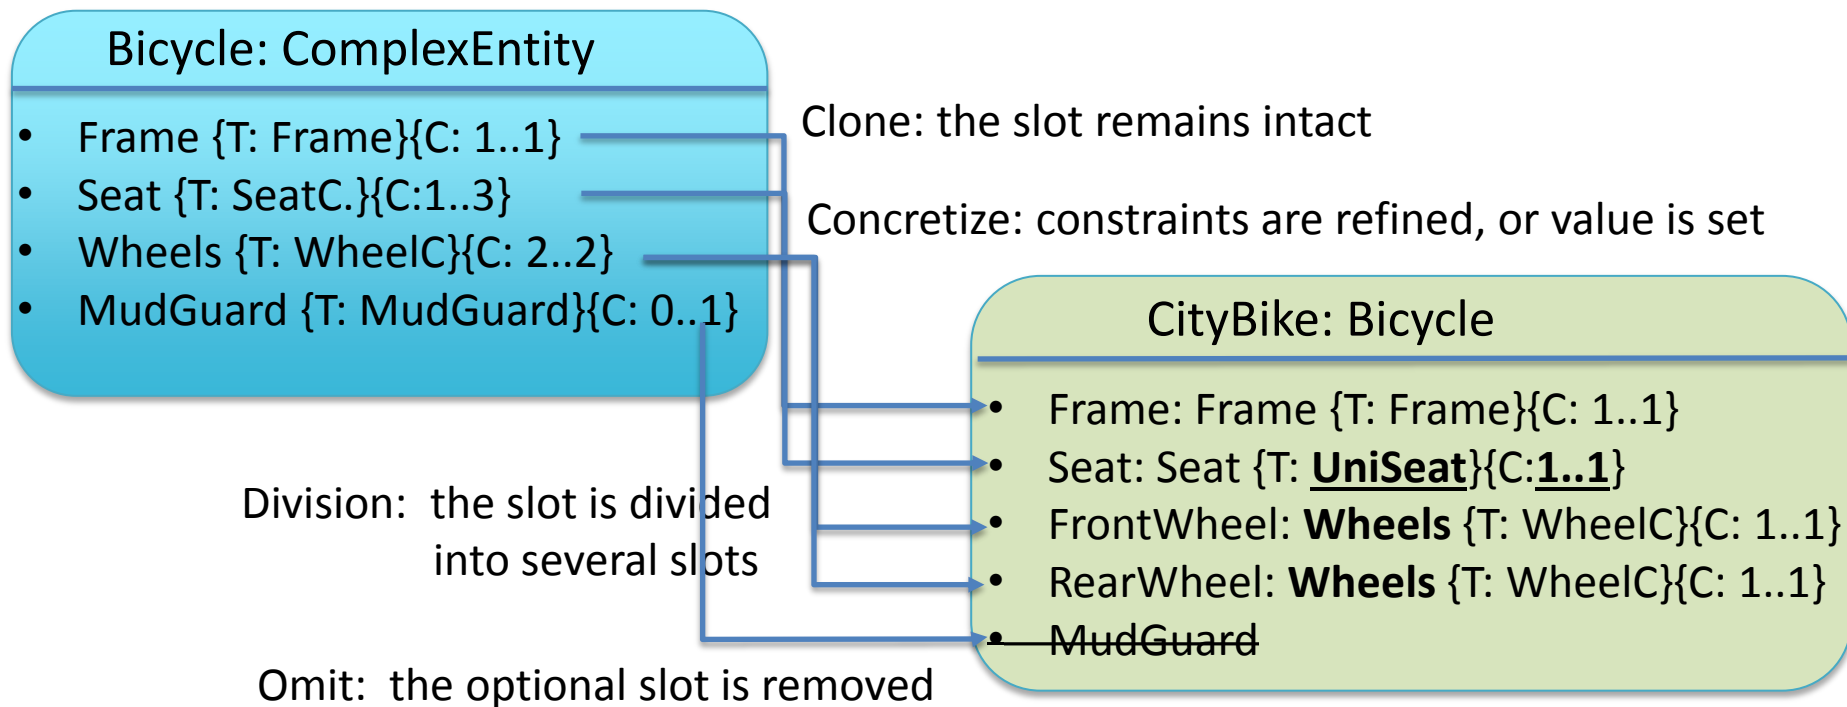 Bicycle: ComplexEntity
• Frame {T: Frame}{C: 1..1}
• Seat {T: SeatC.}{C:1..3}
• Wheels {T: WheelC}{C: 2..2}
• MudGuard {T: MudGuard}{C: 0..1}
Clone: the slot remains intact
Concretize: constraints are refined, or value is set
CityBike: Bicycle
• Frame: Frame {T: Frame}{C: 1..1}
• Seat: Seat {T: UniSeat}{C:1..1}
• FrontWheel: Wheels {T: WheelC}{C: 1..1}
• RearWheel: Wheels {T: WheelC}{C: 1..1}
• MudGuard
Division: the slot is divided
into several slots
Omit: the optional slot is removed